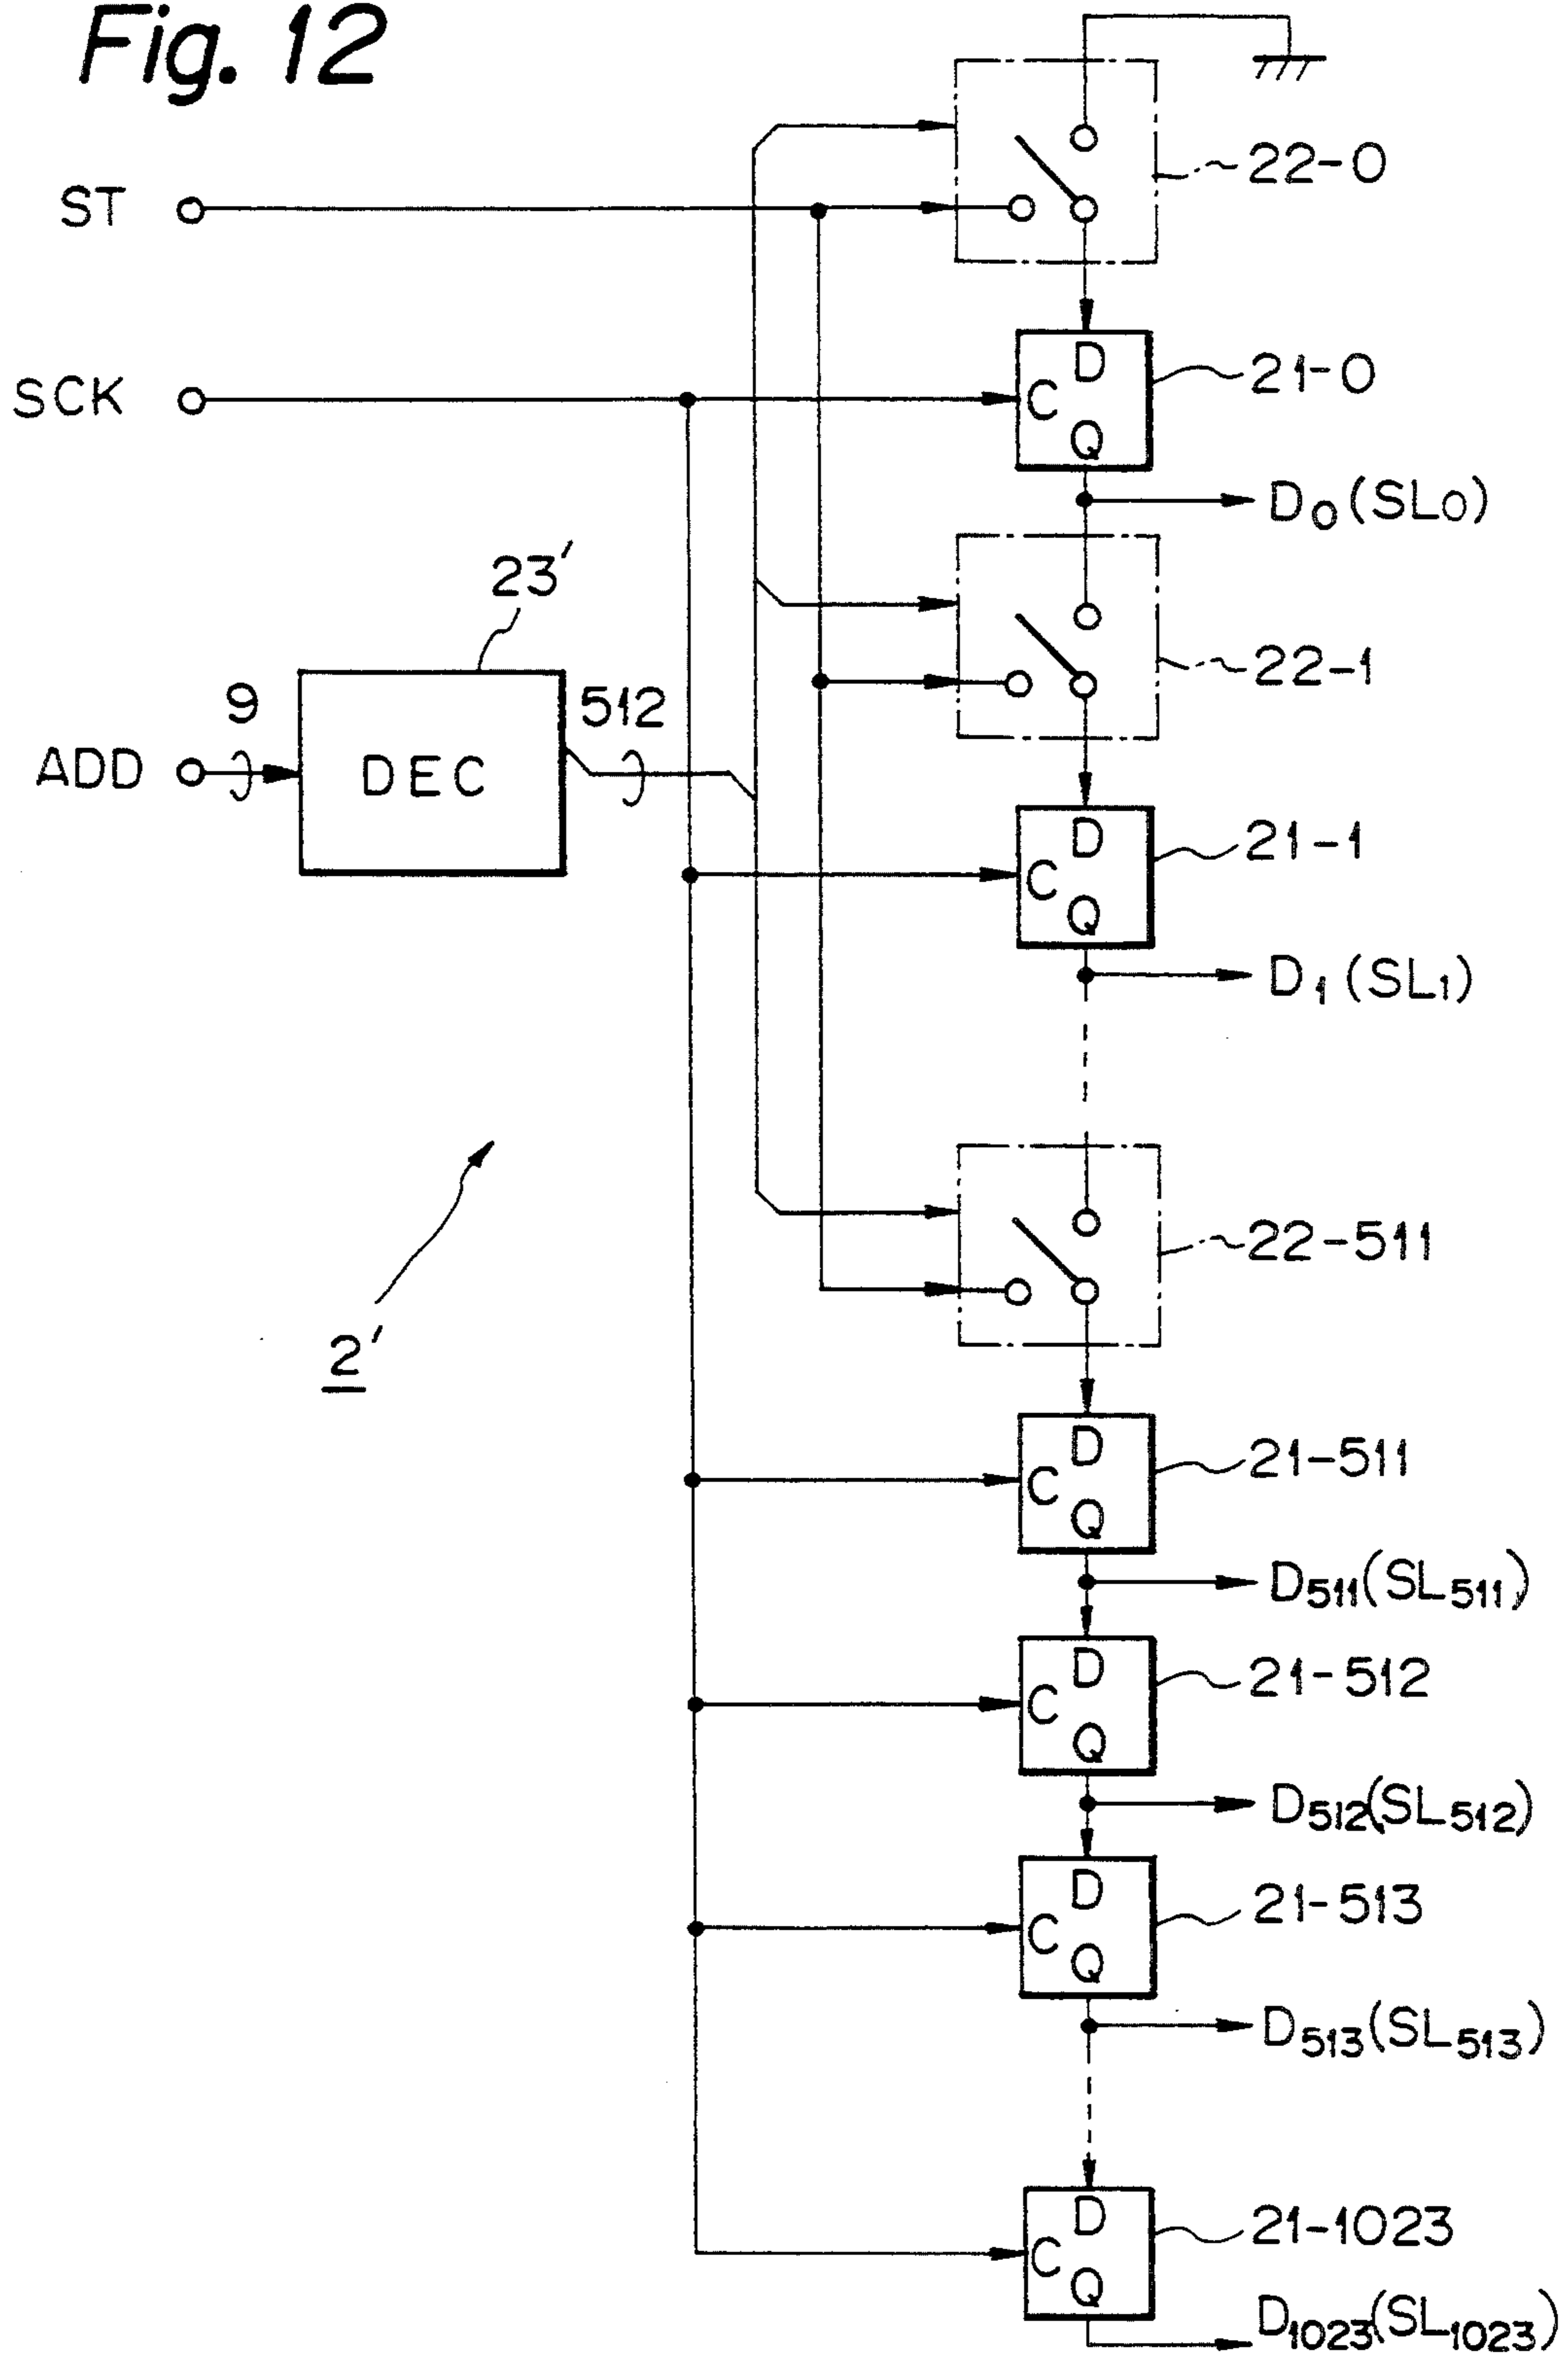 Fig. 12
22-0
ST
D
21-0
SCK
C
Q
D0 (SL0)
23'
22-1
9
512
ADD
DEC
D
21-1
C
Q
D1 (SL1)
22-511
2'
D
21-511
C
Q
D511 (SL511)
D
21-512
C
Q
D512 (SL512)
D
21-513
C
Q
D513 (SL513)
D
21-1023
C
Q
D1023 (SL1023)